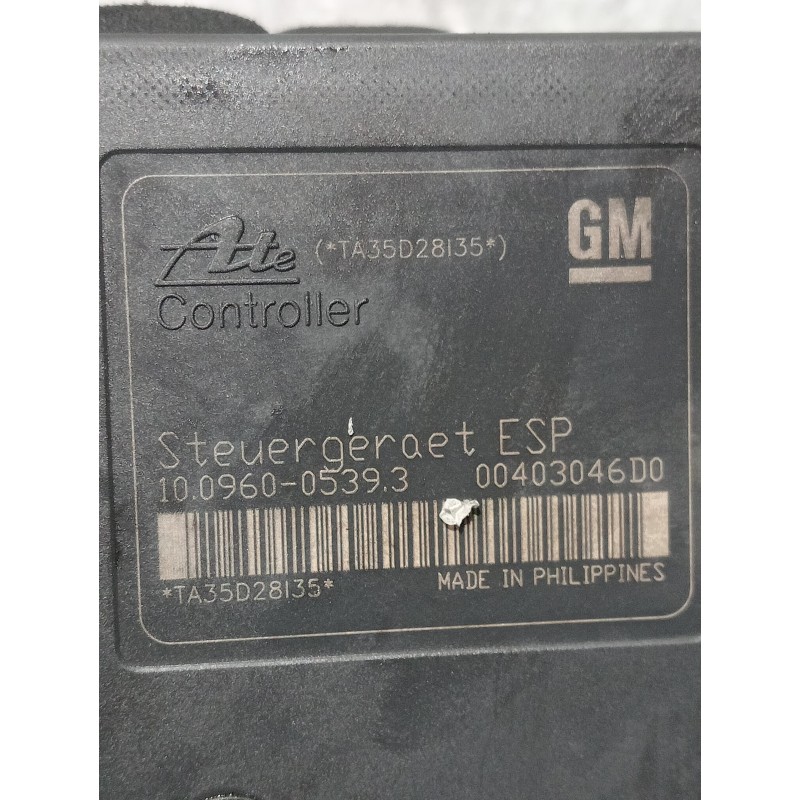 Ate (*TA35D28I35*) GM
Controller
Steuergeraet ESP
10.0960-0539.3 00403046D0
*TA35D28I35* MADE IN PHILIPPINES